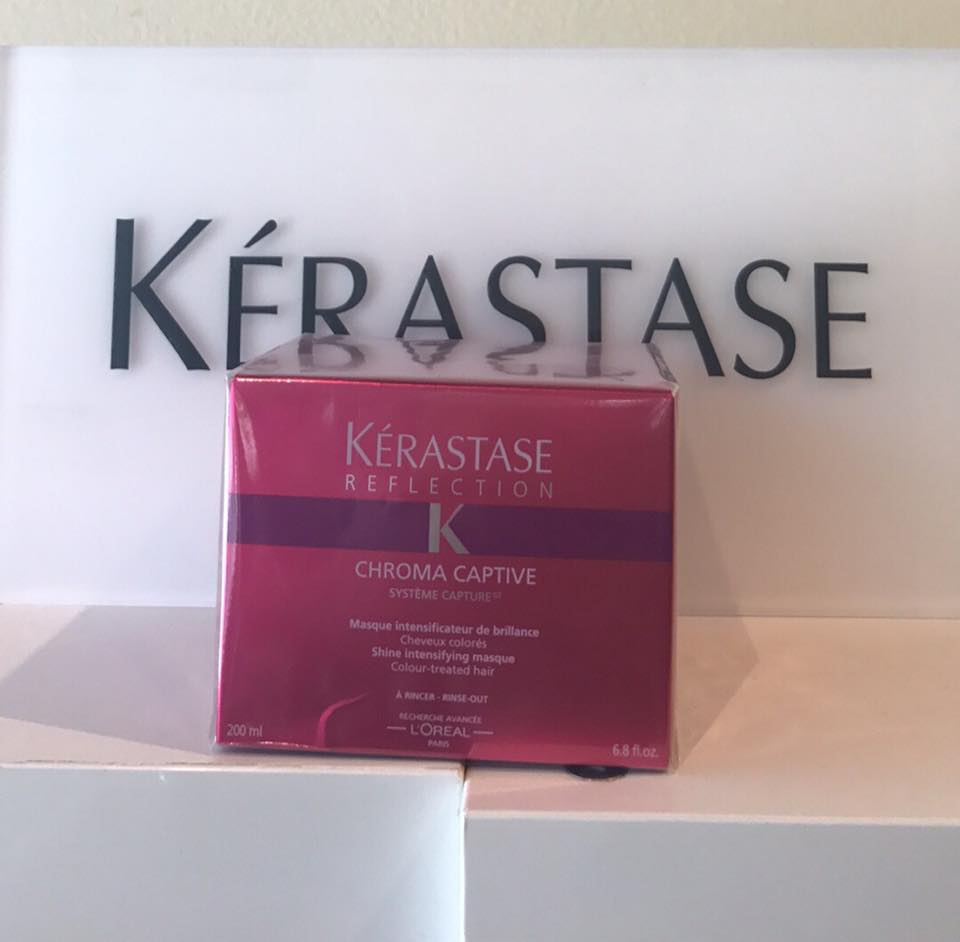 KÉRASTASE
KÉRASTASE
REFLECTION
K
CHROMA CAPTIVE
SYSTÈME CAPTURE
Masque intensificateur de brillance
Cheveux colorés
Shine intensifying masque
Colour-treated hair
À RINCER - RINSE-OUT
RECHERCHE AVANCÉE
L'ORÉAL
PARIS
200 ml
6.8 fl.oz.